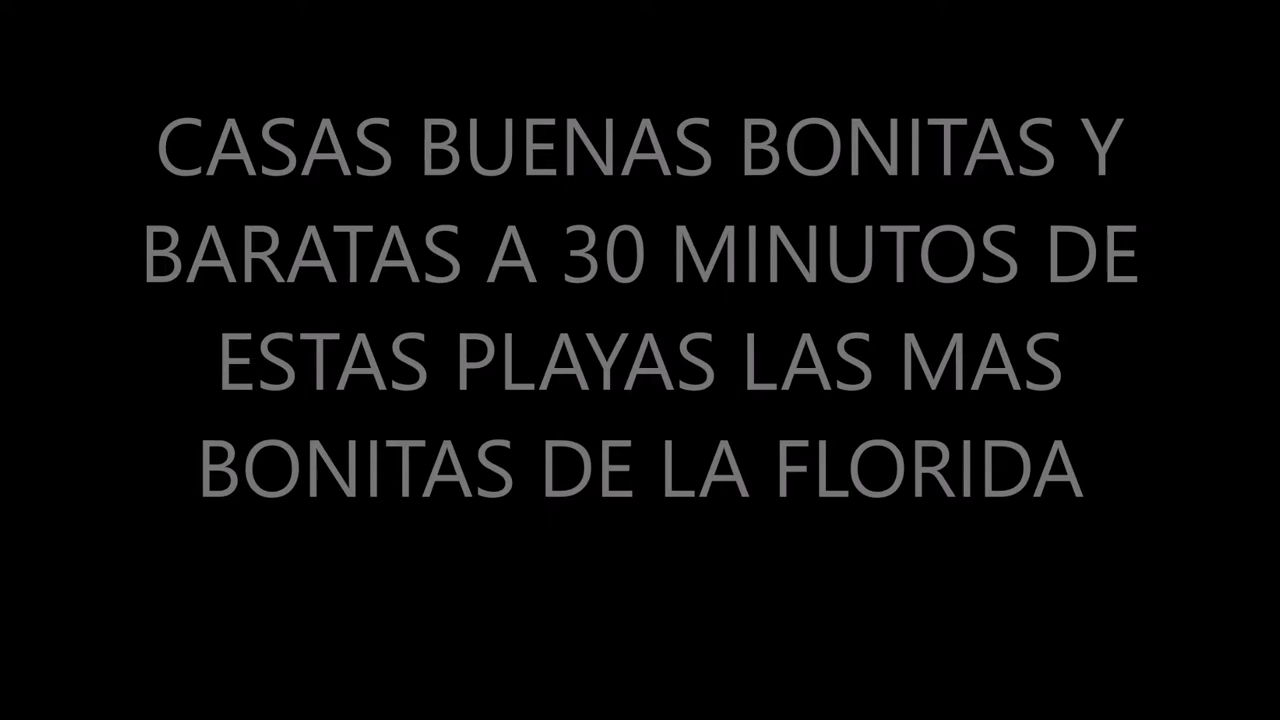 CASAS BUENAS BONITAS Y
BARATAS A 30 MINUTOS DE
ESTAS PLAYAS LAS MAS
BONITAS DE LA FLORIDA